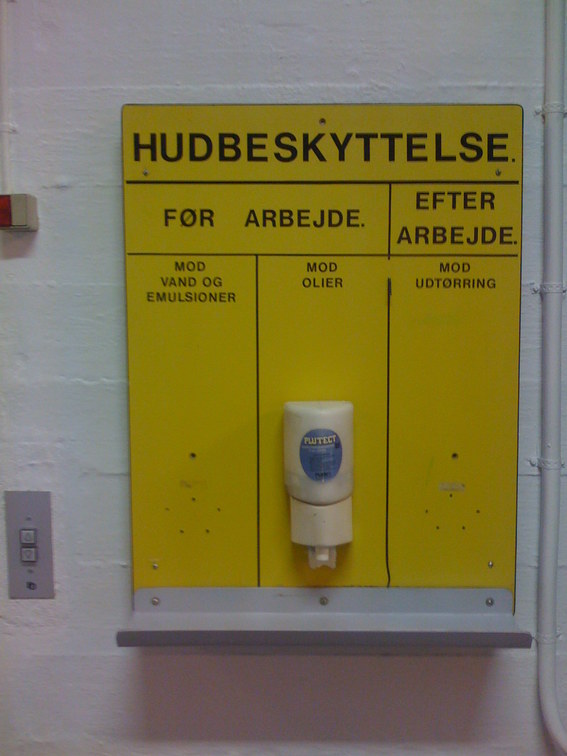 HUDBESKYTTELSE.
FØR ARBEJDE.
EFTER
ARBEJDE.
MOD
VAND OG
EMULSIONER
MOD
OLIER
MOD
UDTØRRING
PLUTECT